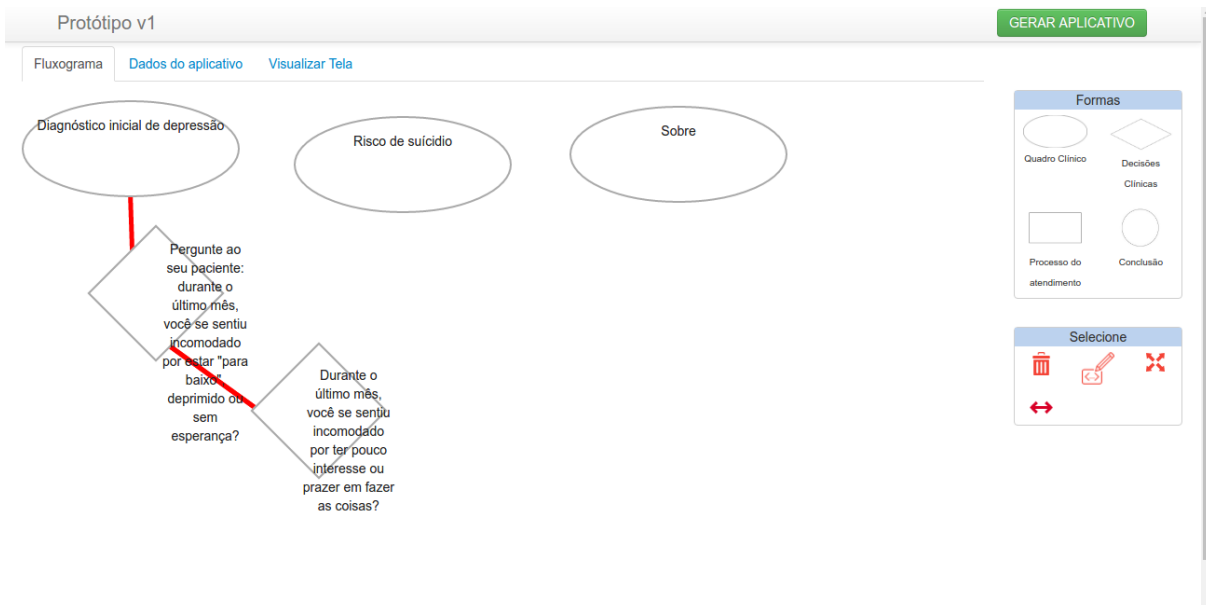 Protótipo v1
GERAR APLICATIVO
Fluxograma
Dados do aplicativo
Visualizar Tela
Diagnóstico inicial de depressão
Risco de suícidio
Sobre
Pergunte ao
seu paciente:
durante o
último mês,
você se sentiu
incomodado
por estar "para
baixo"
deprimido ou
sem
esperança?
Durante o
último mês,
você se sentiu
incomodado
por ter pouco
interesse ou
prazer em fazer
as coisas?
Formas
Quadro Clínico
Decisões
Clínicas
Processo do
atendimento
Conclusão
Selecione